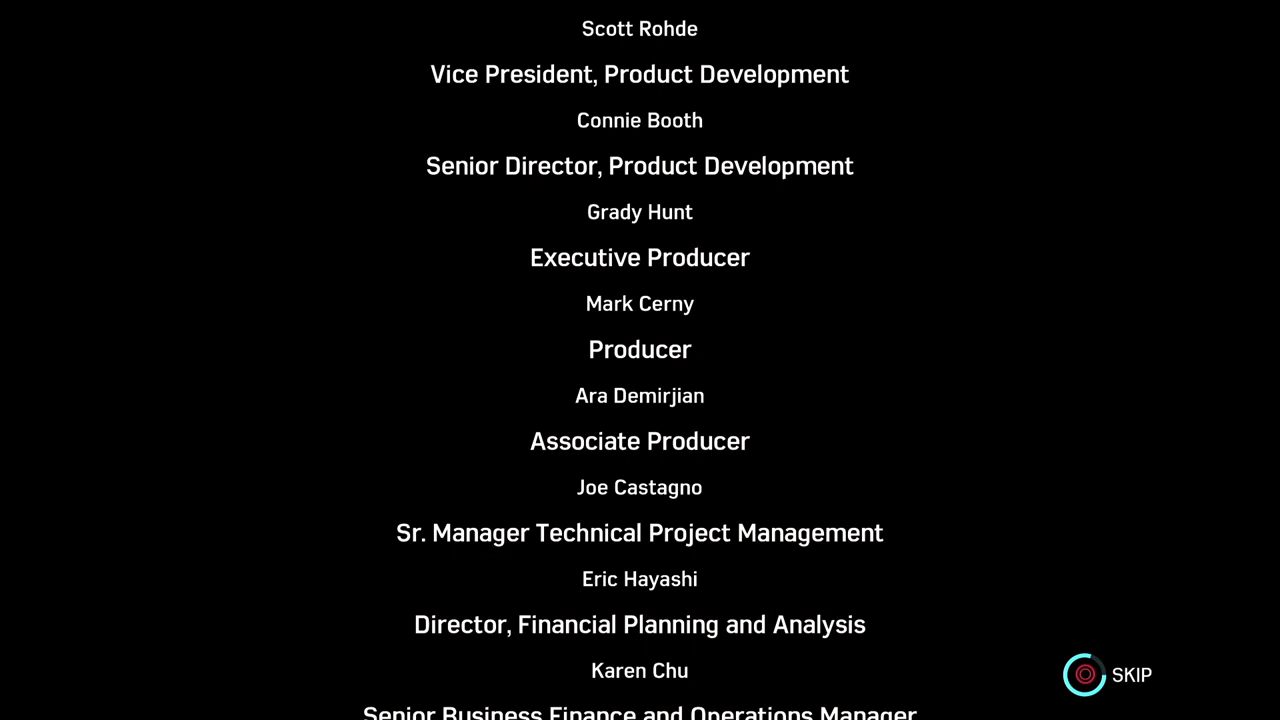 Scott Rohde
Vice President, Product Development
Connie Booth
Senior Director, Product Development
Grady Hunt
Executive Producer
Mark Cerny
Producer
Ara Demirjian
Associate Producer
Joe Castagno
Sr. Manager Technical Project Management
Eric Hayashi
Director, Financial Planning and Analysis
Karen Chu
SKIP
Senior Business Finance and Operations Manager